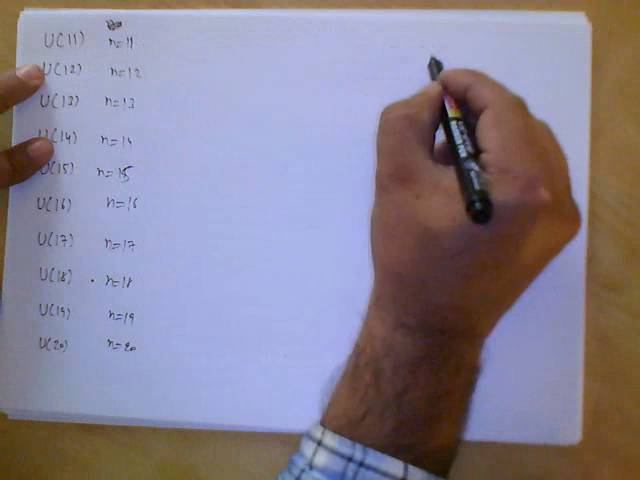 U(11) n=11
U(12) n=12
U(13) n=13
U(14) n=14
U(15) n=15
U(16) n=16
U(17) n=17
U(18) n=18
U(19) n=19
U(20) n=20